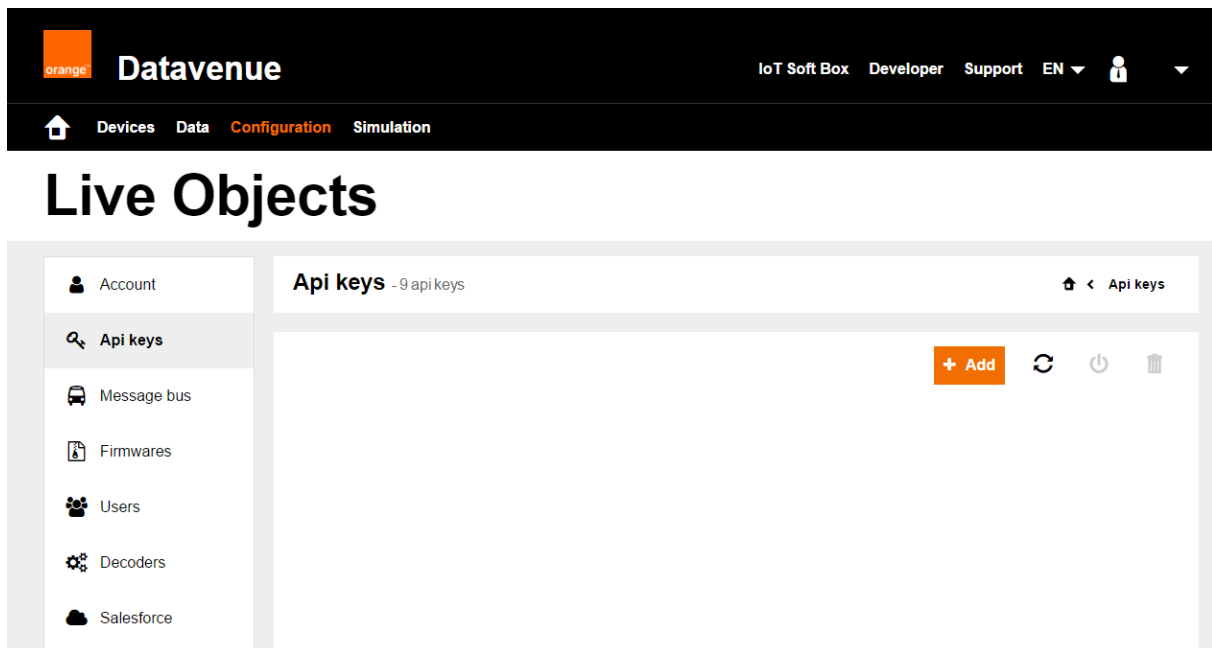 orange™ Datavenue
IoT Soft Box Developer Support EN
Devices Data Configuration Simulation
Live Objects
Account
Api keys - 9 api keys
< Api keys
Api keys
+ Add
Message bus
Firmwares
Users
Decoders
Salesforce